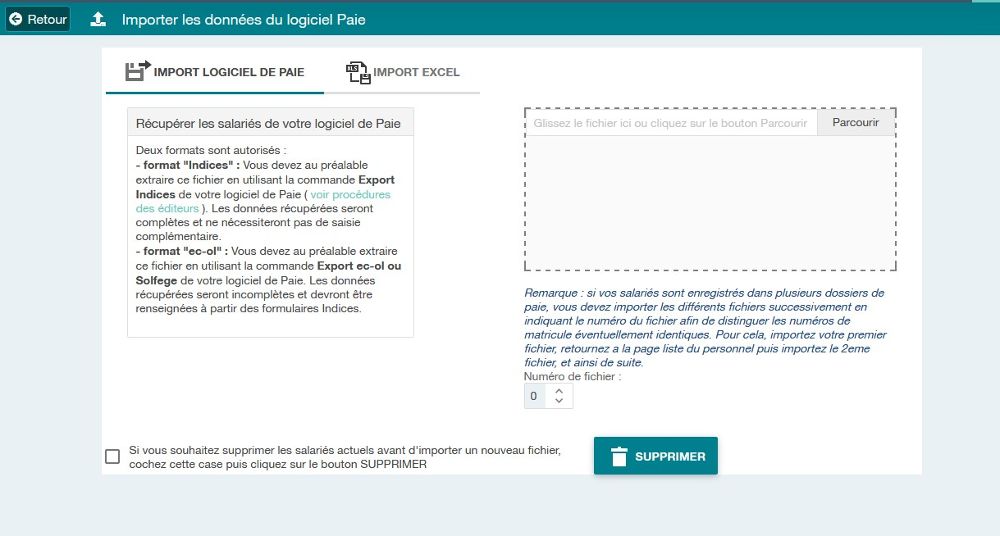 Retour
Importer les données du logiciel Paie
IMPORT LOGICIEL DE PAIE
XLS
IMPORT EXCEL
Récupérer les salariés de votre logiciel de Paie
Deux formats sont autorisés :
- format "Indices" : Vous devez au préalable
extraire ce fichier en utilisant la commande Export
Indices de votre logiciel de Paie ( voir procédures
des éditeurs ). Les données récupérées seront
complètes et ne nécessiteront pas de saisie
complémentaire.
- format "ec-ol" : Vous devez au préalable extraire
ce fichier en utilisant la commande Export ec-ol ou
Solfege de votre logiciel de Paie. Les données
récupérées seront incomplètes et devront être
renseignées à partir des formulaires Indices.
Glissez le fichier ici ou cliquez sur le bouton Parcourir
Parcourir
Remarque : si vos salariés sont enregistrés dans plusieurs dossiers de
paie, vous devez importer les différents fichiers successivement en
indiquant le numéro du fichier afin de distinguer les numéros de
matricule éventuellement identiques. Pour cela, importez votre premier
fichier, retournez a la page liste du personnel puis importez le 2eme
fichier, et ainsi de suite.
Numéro de fichier :
0
Si vous souhaitez supprimer les salariés actuels avant d'importer un nouveau fichier,
cochez cette case puis cliquez sur le bouton SUPPRIMER
SUPPRIMER